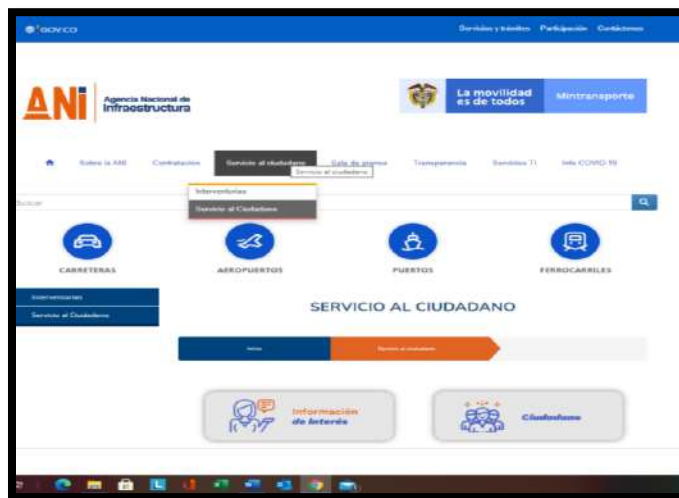 GOV.CO
Servicios y trámites Participación Contáctenos
ANI Agencia Nacional de
Infraestructura
La movilidad
es de todos
Mintransporte
Sobre la ANI Contratación Servicio al ciudadano Sala de prensa Transparencia Servicios TI Info COVID-19
Servicio al ciudadano
Interventorias
Servicio al Ciudadano
Buscar
CARRETERAS AEROPUERTOS PUERTOS FERROCARRILES
Interventorias
Servicio al Ciudadano
SERVICIO AL CIUDADANO
Inicio Servicio al ciudadano
Información
de Interés
Ciudadano